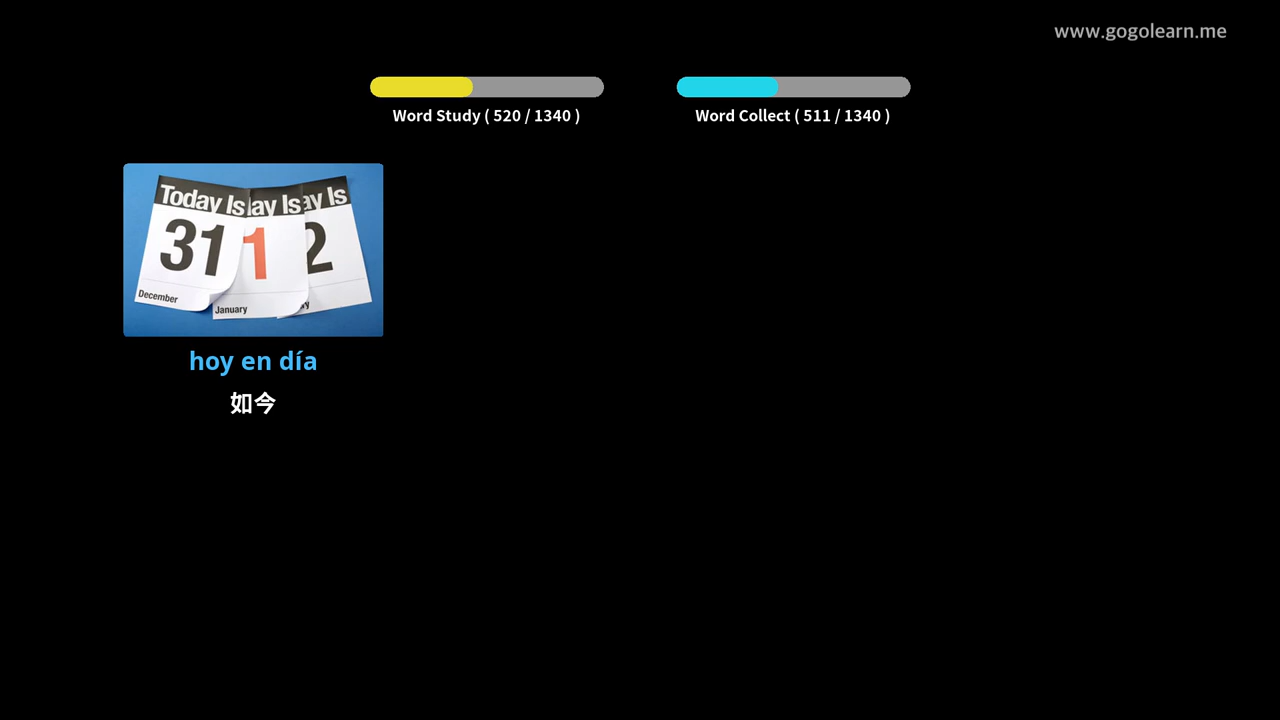 www.gogolearn.me
Word Study ( 520 / 1340 )
Word Collect ( 511 / 1340 )
Today Is
ay Is
ay Is
31
1
2
December
January
hoy en día
如今